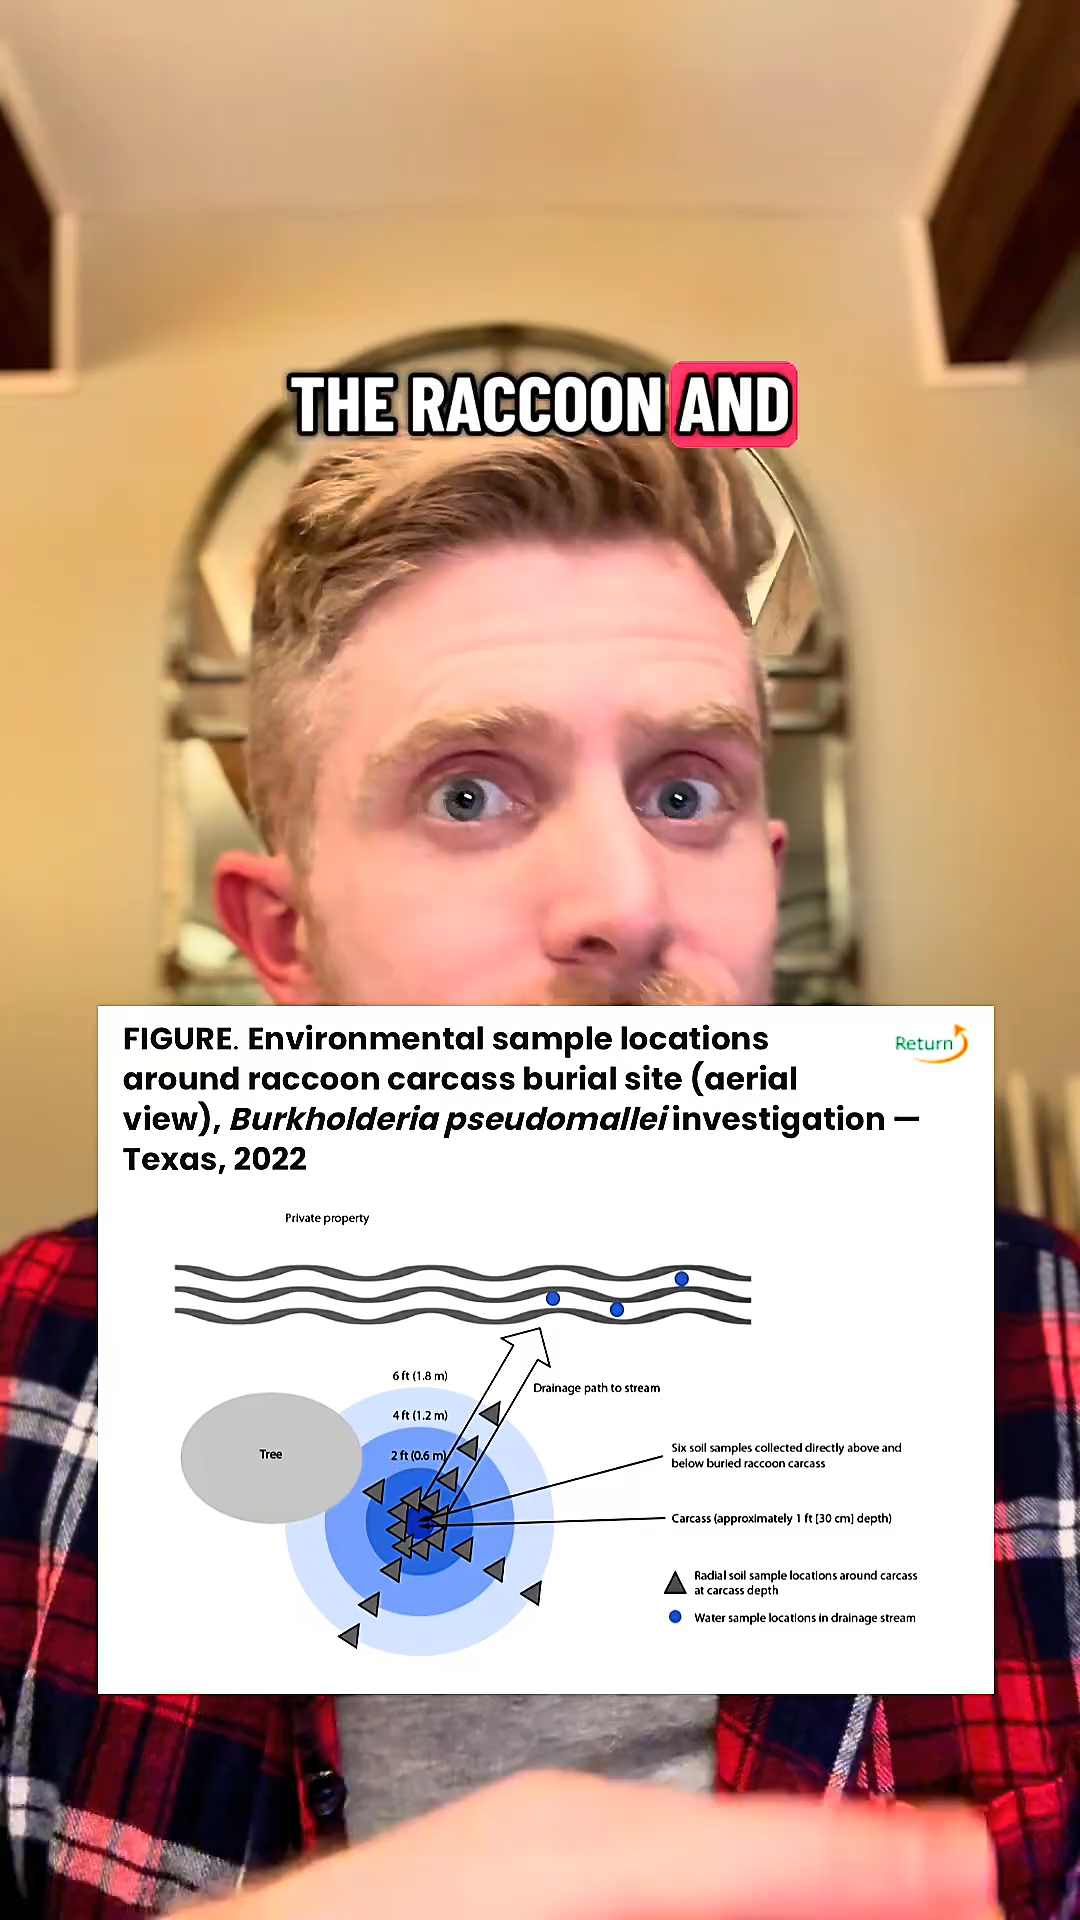 THE RACCOON AND
FIGURE. Environmental sample locations
around raccoon carcass burial site (aerial
view), Burkholderia pseudomallei investigation —
Texas, 2022
Return
Private property
6 ft (1.8 m)
Drainage path to stream
4 ft (1.2 m)
2 ft (0.6 m)
Tree
Six soil samples collected directly above and
below buried raccoon carcass
Carcass (approximately 1 ft [30 cm] depth)
Radial soil sample locations around carcass
at carcass depth
Water sample locations in drainage stream